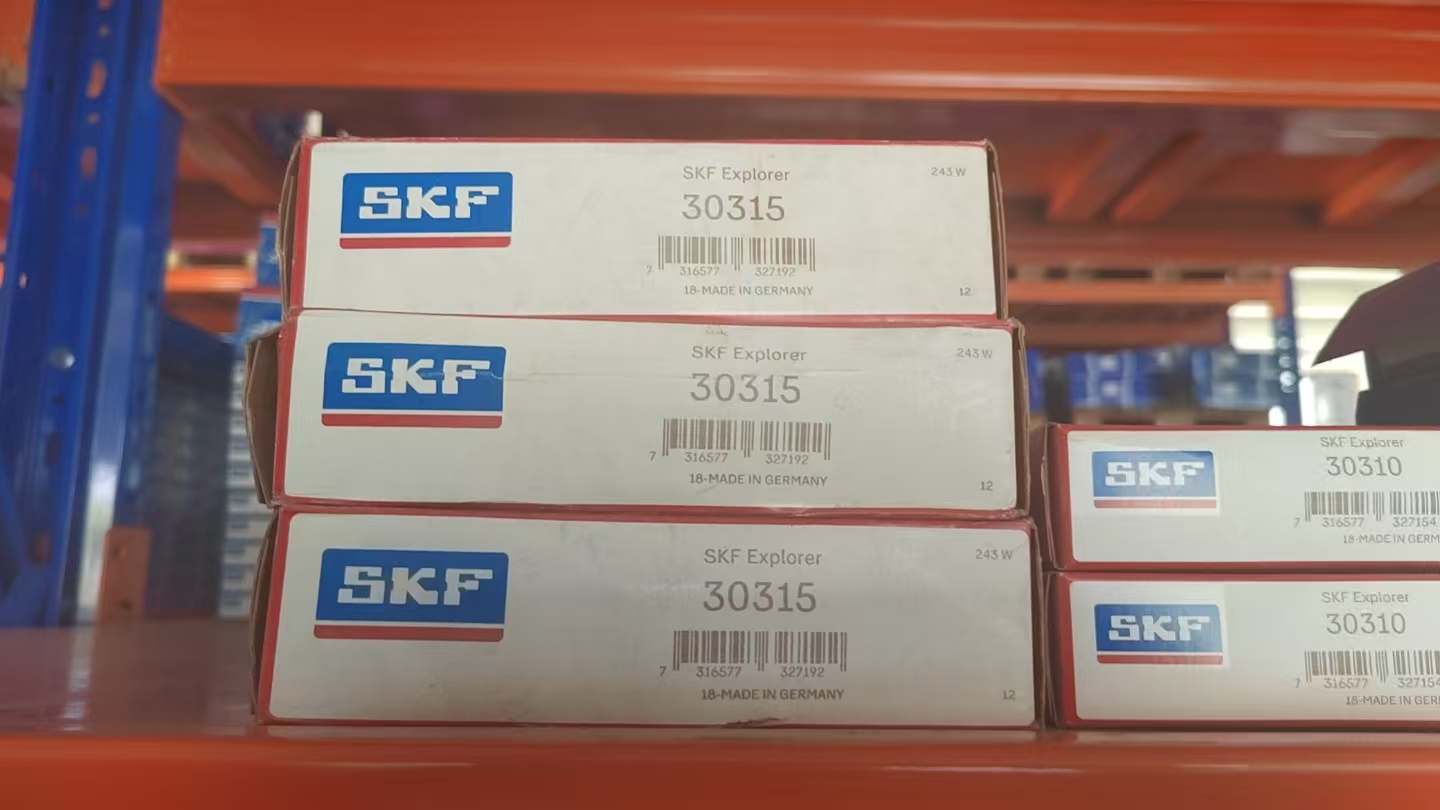 SKF
SKF Explorer
243 W
30315
7 316577 327192
18-MADE IN GERMANY
12
SKF
SKF Explorer
243 W
30315
7 316577 327192
18-MADE IN GERMANY
12
SKF
SKF Explorer
243 W
30315
7 316577 327192
18-MADE IN GERMANY
12
SKF
SKF Explorer
30310
7 316577 327154
18-MADE IN GERM
SKF
SKF Explorer
30310
7 316577 327154
18-MADE IN GER